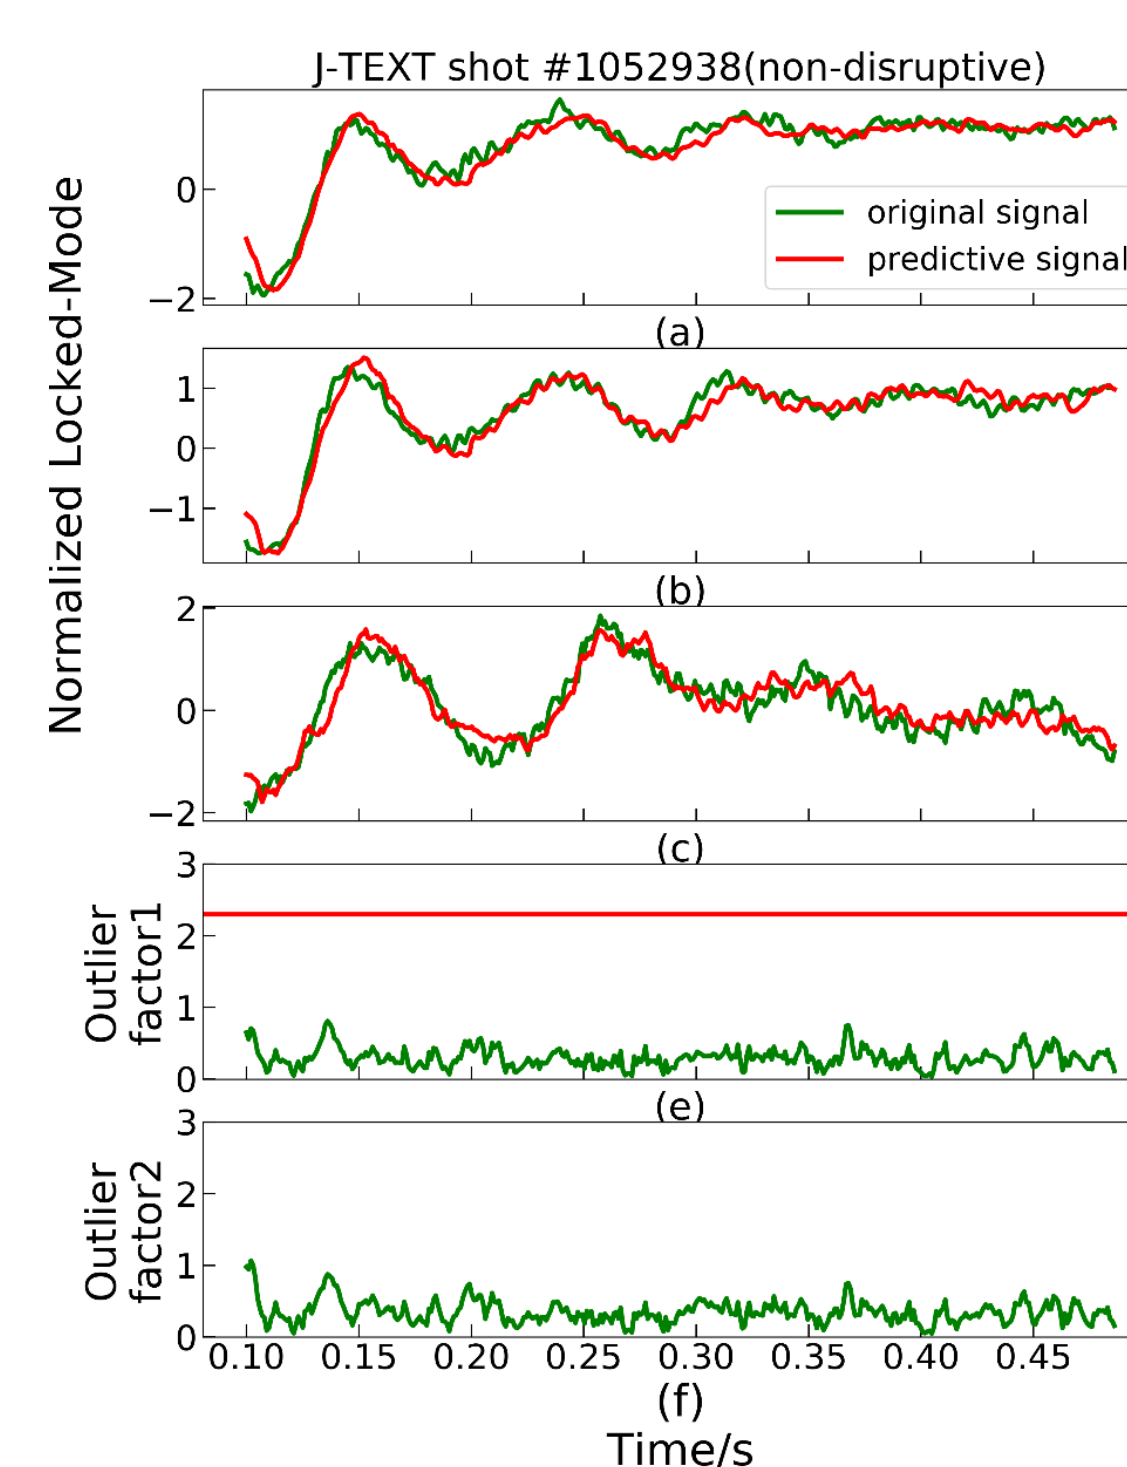 J-TEXT shot #1052938(non-disruptive)
Normalized Locked-Mode
0
−2
original signal
predictive signal
(a)
1
0
−1
(b)
2
0
−2
(c)
Outlier
factor1
3
2
1
0
(e)
Outlier
factor2
3
2
1
0
0.10 0.15 0.20 0.25 0.30 0.35 0.40 0.45
(f)
Time/s